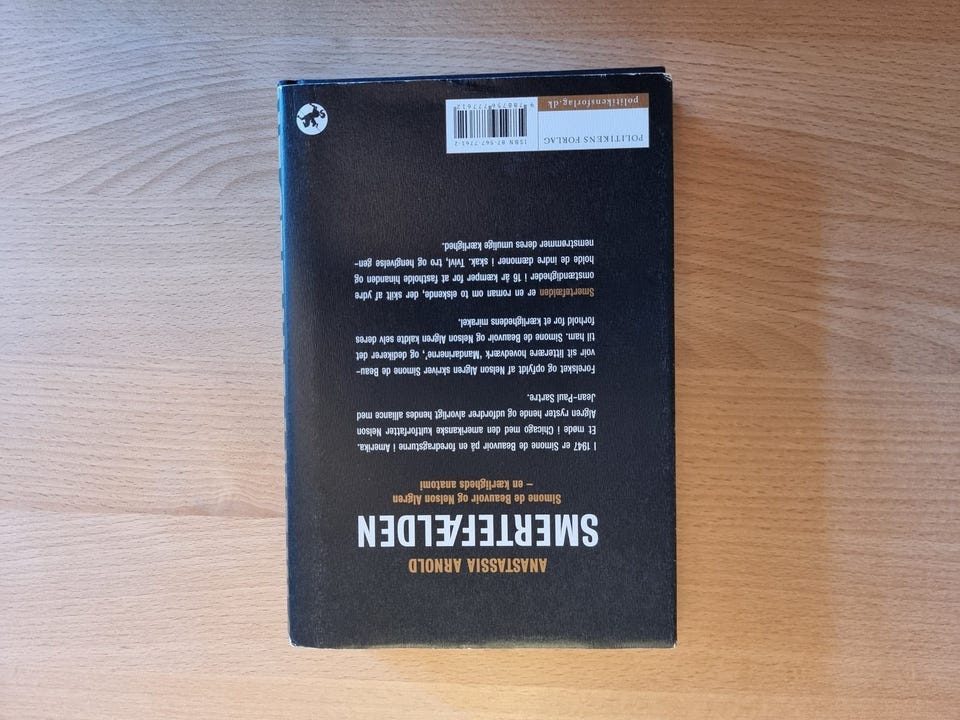 ANASTASSIA ARNOLD
SMERTEFÆLDEN
Simone de Beauvoir og Nelson Algren
– en kærligheds anatomi
I 1947 er Simone de Beauvoir på en foredragsturne i Amerika.
Et møde i Chicago med den amerikanske kultforfatter Nelson
Algren ryster hende og udfordrer alvorligt hendes alliance med
Jean-Paul Sartre.
Forelsket og opfyldt af Nelson Algren skriver Simone de Beau-
voir sit litterære hovedværk 'Mandarinerne', og dedikerer det
til ham. Simone de Beauvoir og Nelson Algren kaldte selv deres
forhold for et kærlighedens mirakel.
Smertefælden er en roman om to elskende, der skilt af ydre
omstændigheder i 16 år kæmper for at fastholde hinanden og
holde de indre dæmoner i skak. Tvivl, tro og hengivelse gen-
nemstrømmer deres umulige kærlighed.
POLITIKENS FORLAG
politikensforlag.dk
ISBN 87-567-7761-2
9 788756 777612